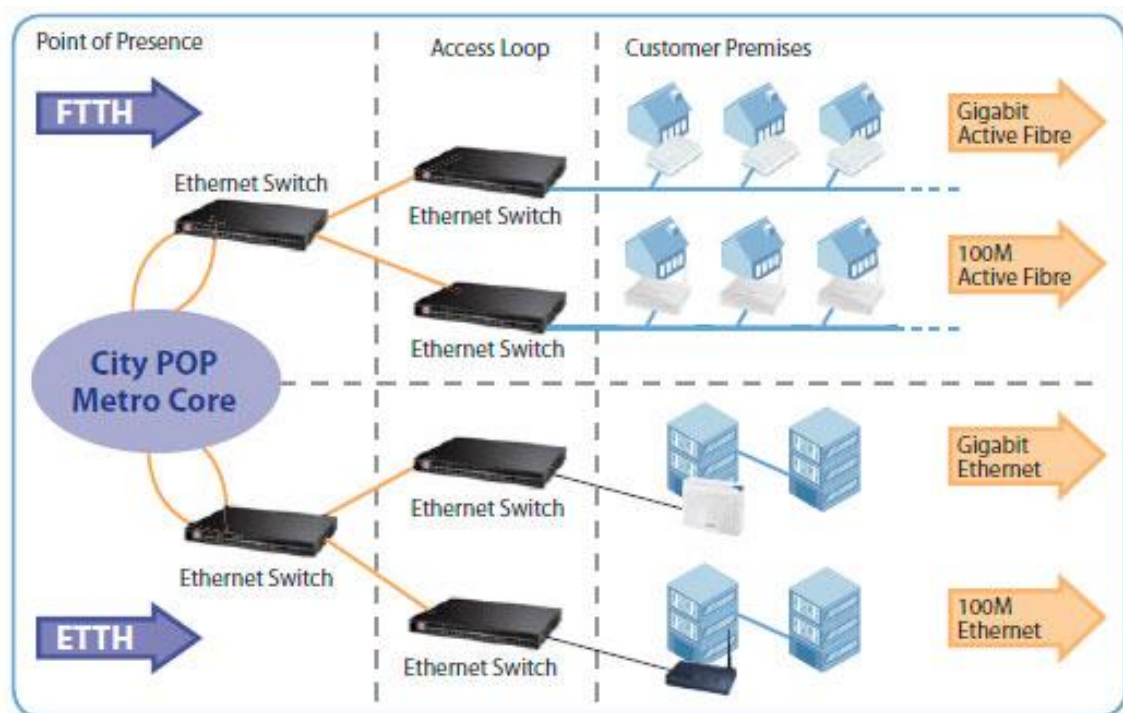 Point of Presence
Access Loop
Customer Premises
FTTH
Gigabit
Active Fibre
Ethernet Switch
Ethernet Switch
100M
Active Fibre
Ethernet Switch
City POP
Metro Core
Gigabit
Ethernet
Ethernet Switch
Ethernet Switch
100M
Ethernet
ETTH
Ethernet Switch